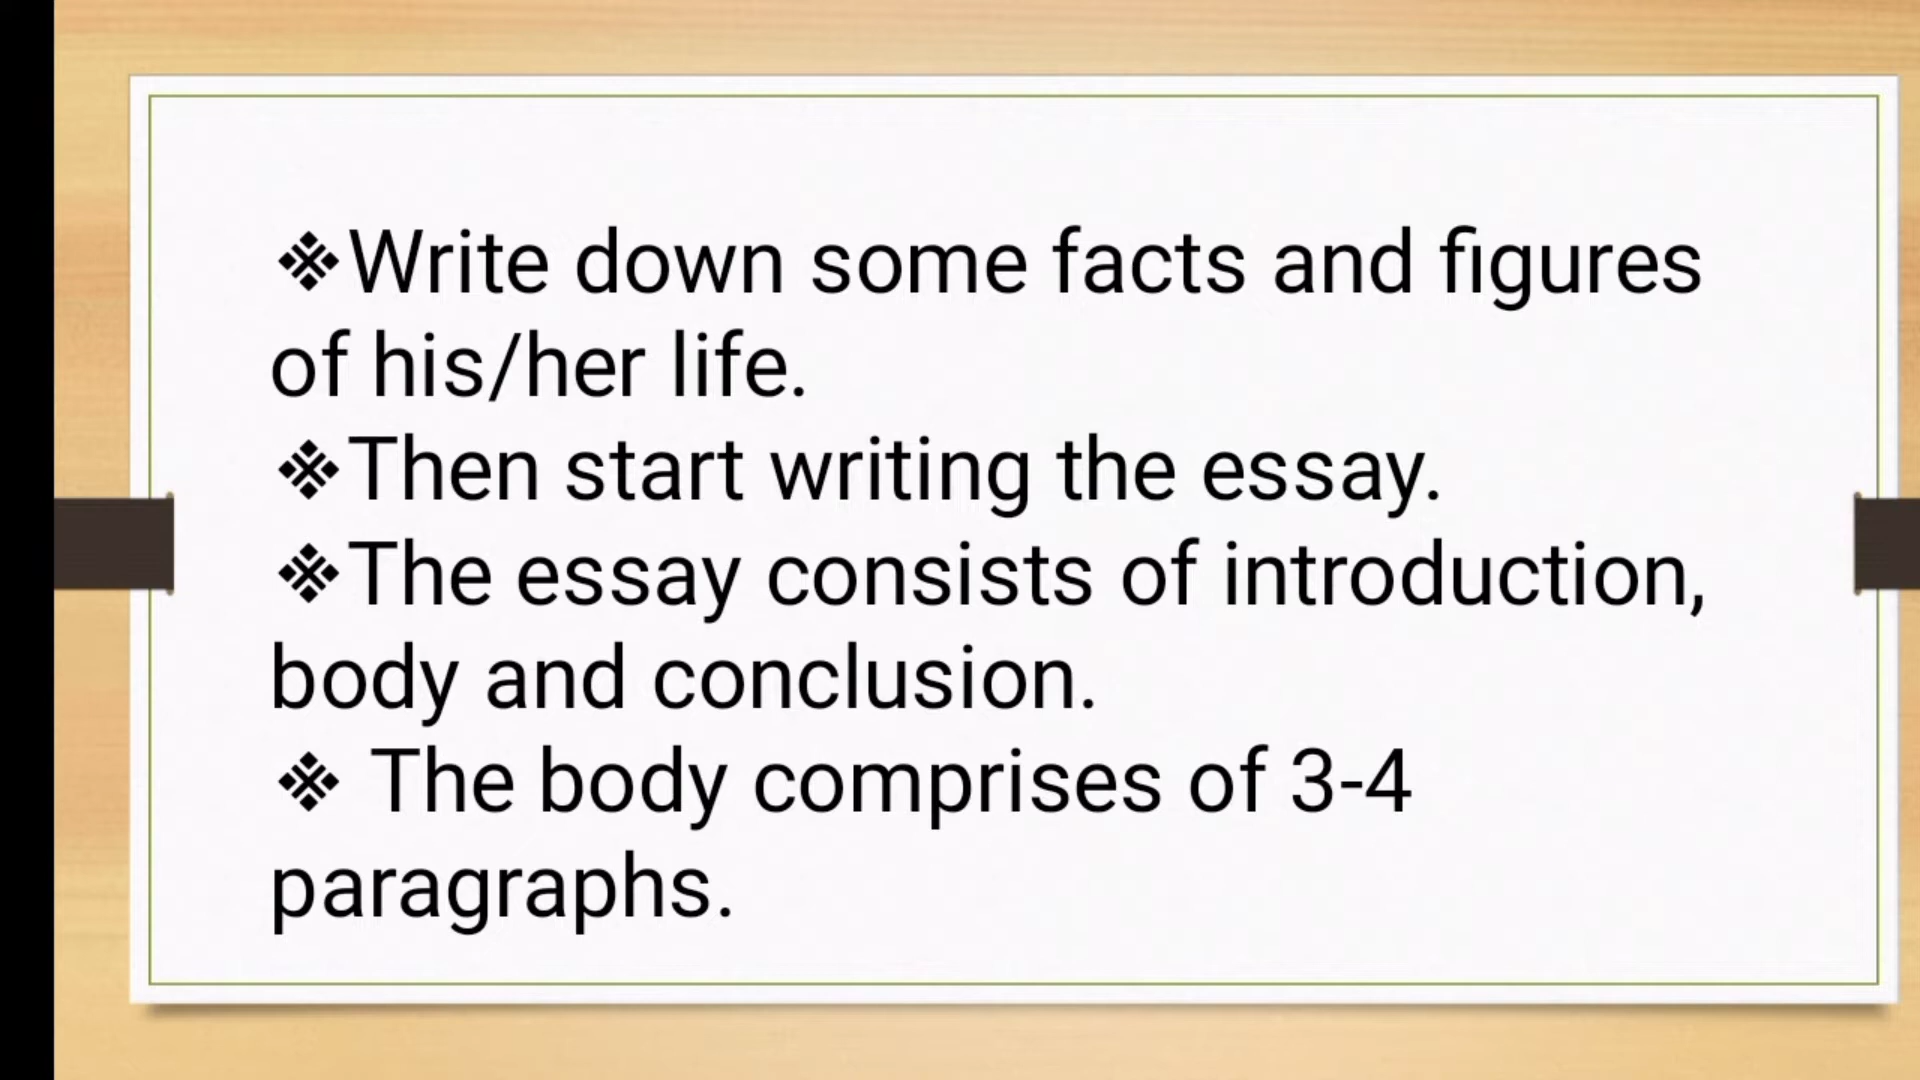 ❖Write down some facts and figures
of his/her life.
❖Then start writing the essay.
❖The essay consists of introduction,
body and conclusion.
❖ The body comprises of 3-4
paragraphs.